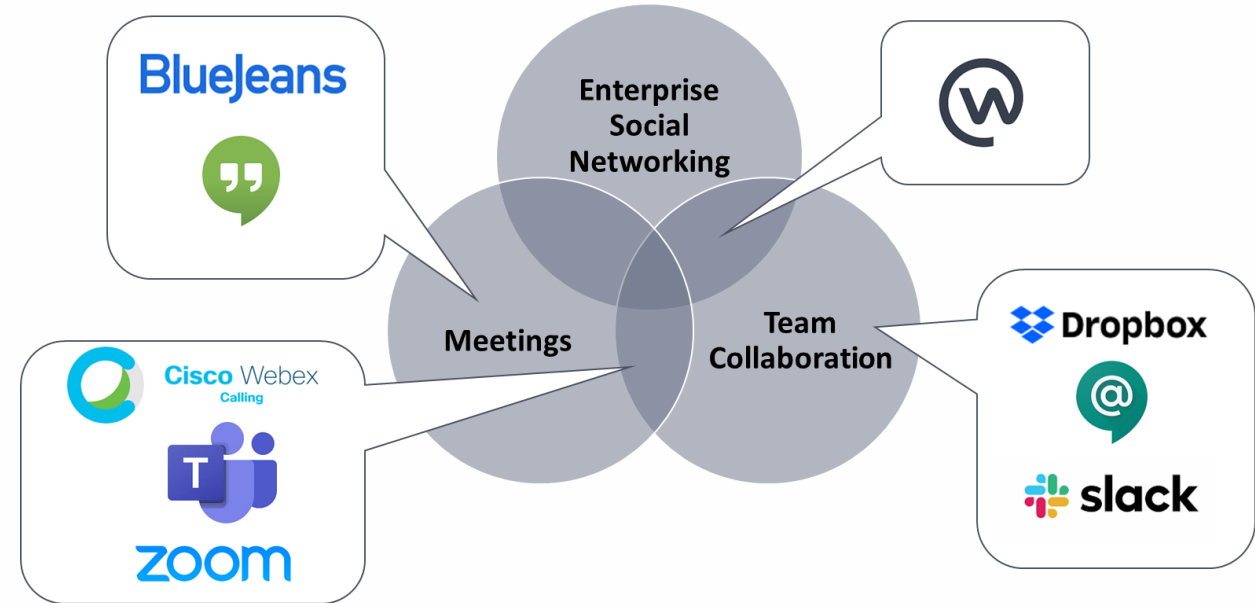 BlueJeans
Enterprise
Social
Networking
W
Meetings
Team
Collaboration
Cisco Webex
Calling
T
zoom
Dropbox
@
slack